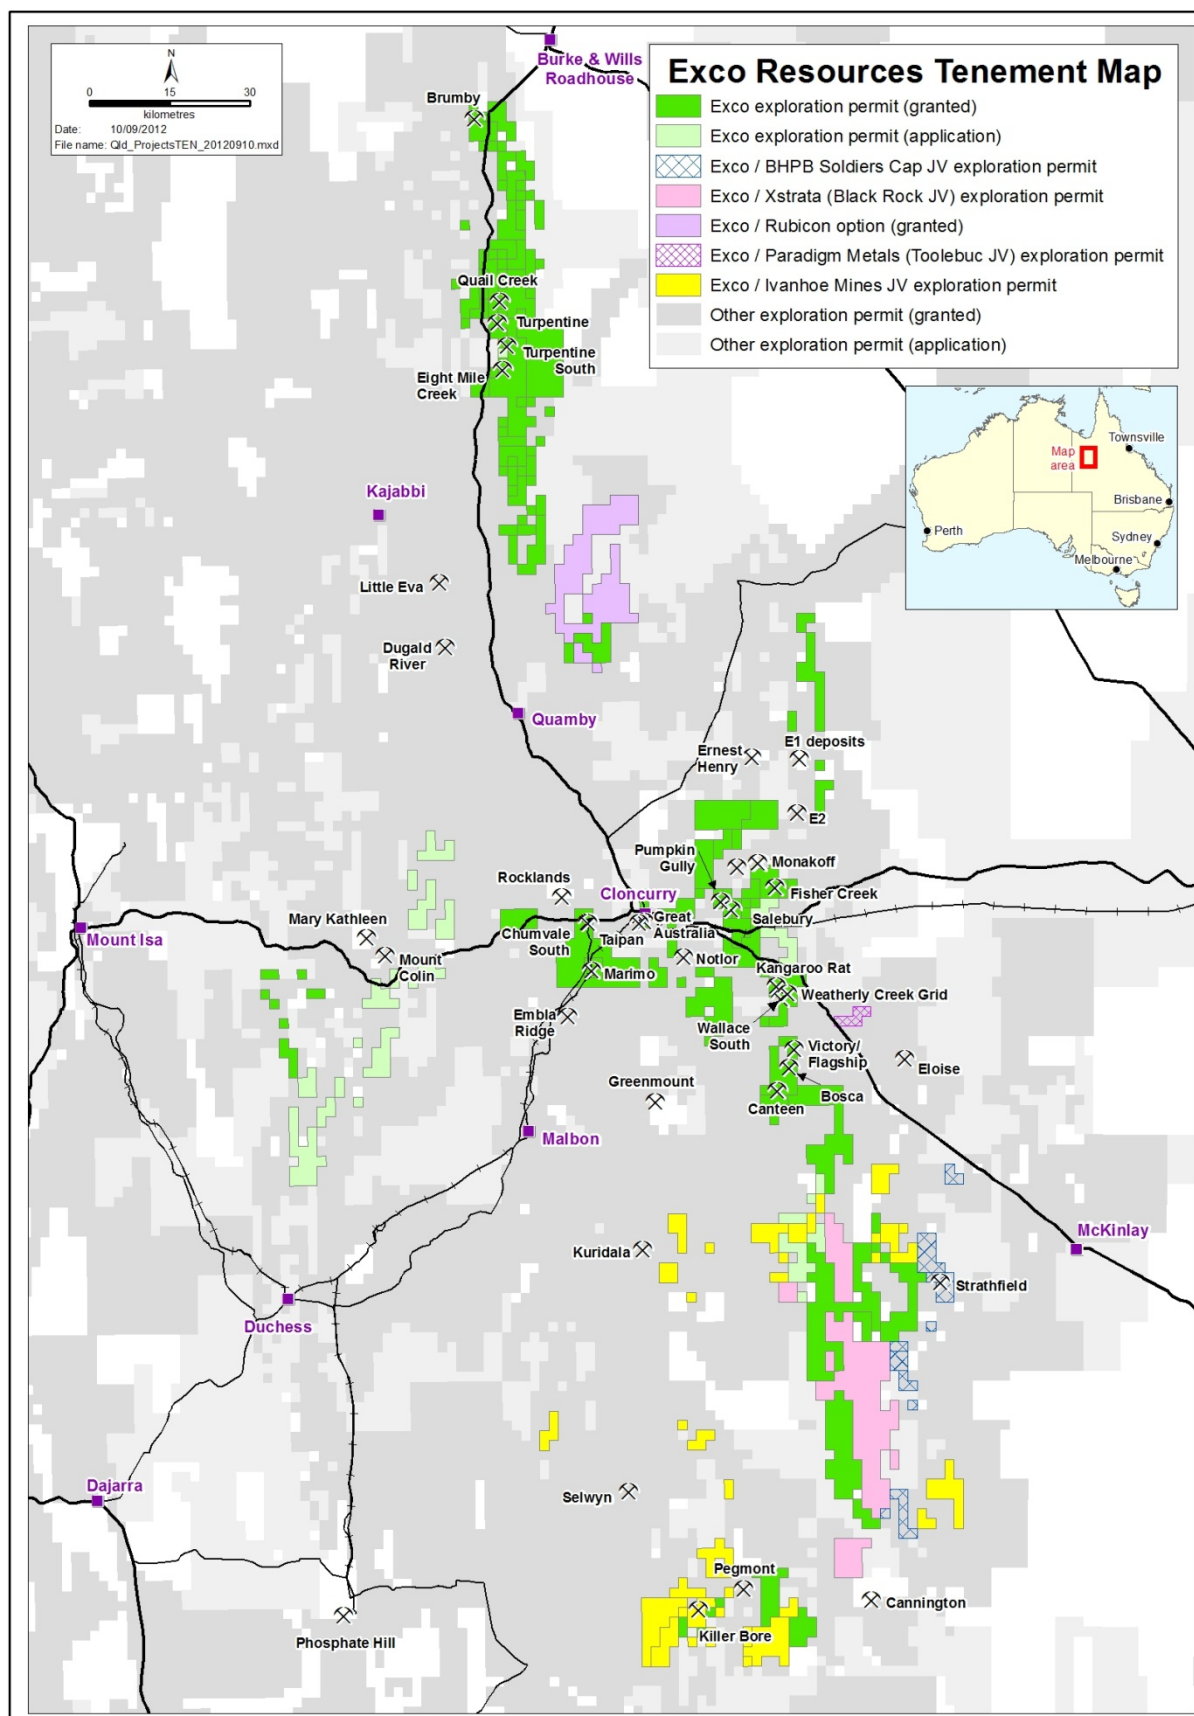 N
0 15 30
kilometres
Date: 10/09/2012
File name: Qld_ProjectsTEN_20120910.mxd
Burke & Wills
Roadhouse
Exco Resources Tenement Map
Exco exploration permit (granted)
Exco exploration permit (application)
Exco / BHPB Soldiers Cap JV exploration permit
Exco / Xstrata (Black Rock JV) exploration permit
Exco / Rubicon option (granted)
Exco / Paradigm Metals (Toolebuc JV) exploration permit
Exco / Ivanhoe Mines JV exploration permit
Other exploration permit (granted)
Other exploration permit (application)
Map
area
Townsville
Brisbane
Perth
Sydney
Melbourne
Brumby
Quail Creek
Turpentine
Turpentine
South
Eight Mile
Creek
Kajabbi
Little Eva
Dugald
River
Quamby
Ernest
Henry
E1 deposits
E2
Pumpkin
Gully
Monakoff
Rocklands
Cloncurry
Fisher Creek
Mary Kathleen
Mount Isa
Mount
Colin
Chumvale
South
Taipan
Great
Australia
Salebury
Marimo
Notlor
Kangaroo Rat
Weatherly Creek Grid
Embla
Ridge
Wallace
South
Victory/
Flagship
Eloise
Greenmount
Bosca
Canteen
Malbon
Kuridala
McKinlay
Strathfield
Duchess
Dajarra
Selwyn
Pegmont
Cannington
Killer Bore
Phosphate Hill